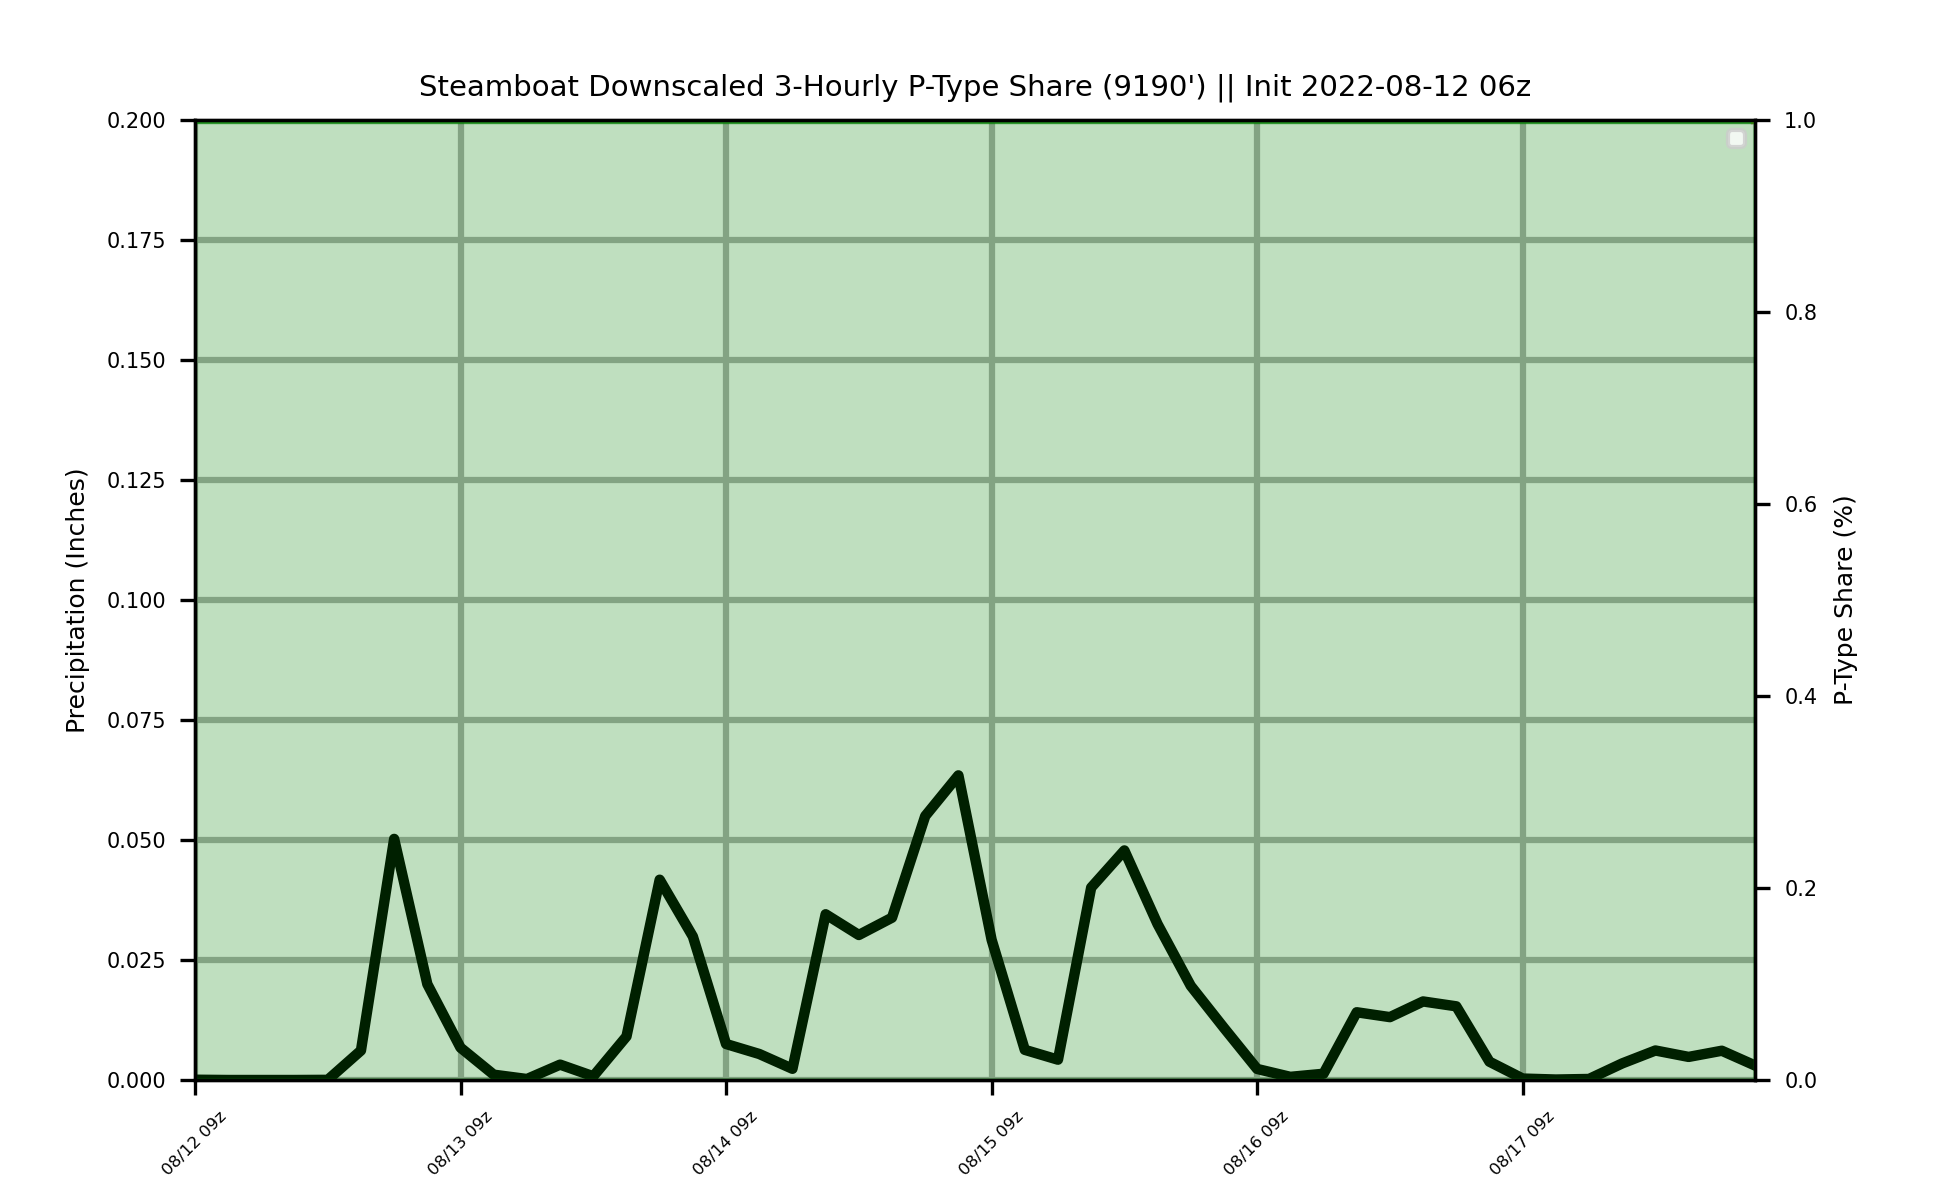 Steamboat Downscaled 3-Hourly P-Type Share (9190') || Init 2022-08-12 06z
0.200
0.175
0.150
0.125
0.100
0.075
0.050
0.025
0.000
Precipitation (Inches)
1.0
0.8
0.6
0.4
0.2
0.0
P-Type Share (%)
08/12 09z
08/13 09z
08/14 09z
08/15 09z
08/16 09z
08/17 09z